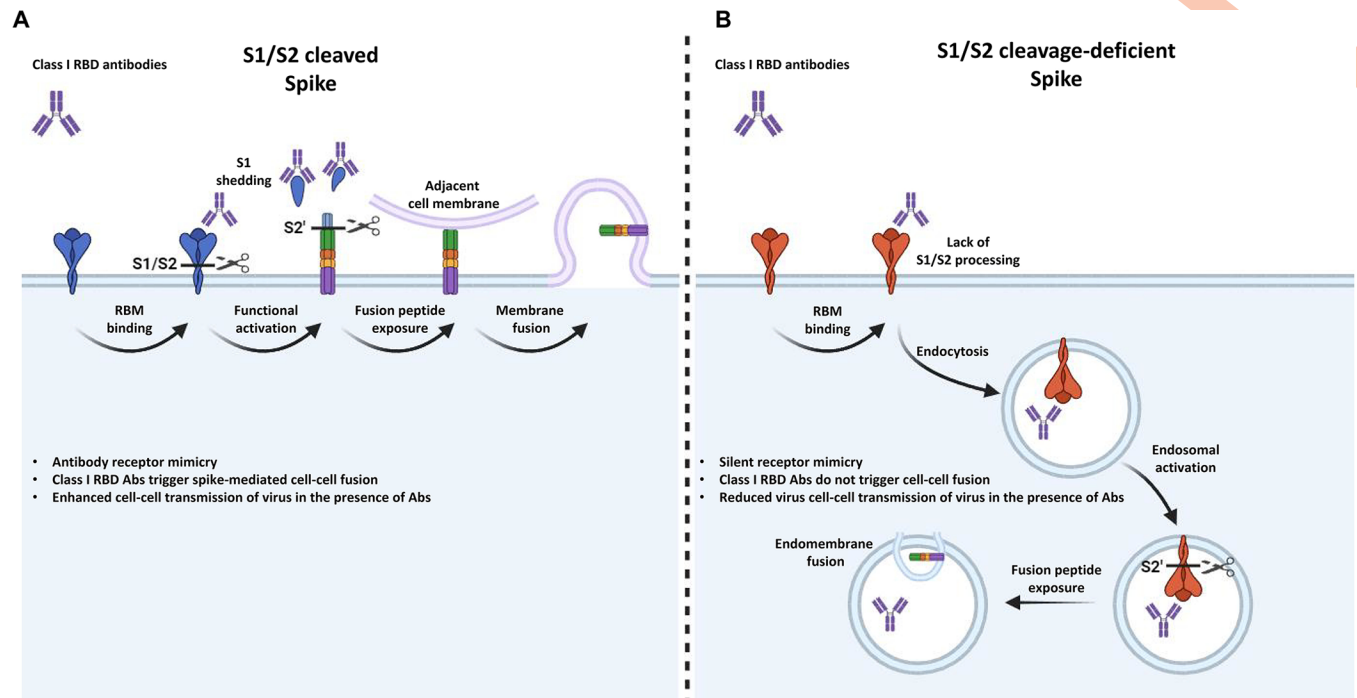 A
S1/S2 cleaved
Spike
Class I RBD antibodies
S1
shedding
Adjacent
cell membrane
S2'
S1/S2
RBM
binding
Functional
activation
Fusion peptide
exposure
Membrane
fusion
• Antibody receptor mimicry
• Class I RBD Abs trigger spike-mediated cell-cell fusion
• Enhanced cell-cell transmission of virus in the presence of Abs
B
S1/S2 cleavage-deficient
Spike
Class I RBD antibodies
Lack of
S1/S2 processing
RBM
binding
Endocytosis
Endosomal
activation
• Silent receptor mimicry
• Class I RBD Abs do not trigger cell-cell fusion
• Reduced virus cell-cell transmission of virus in the presence of Abs
Endomembrane
fusion
Fusion peptide
exposure
S2'